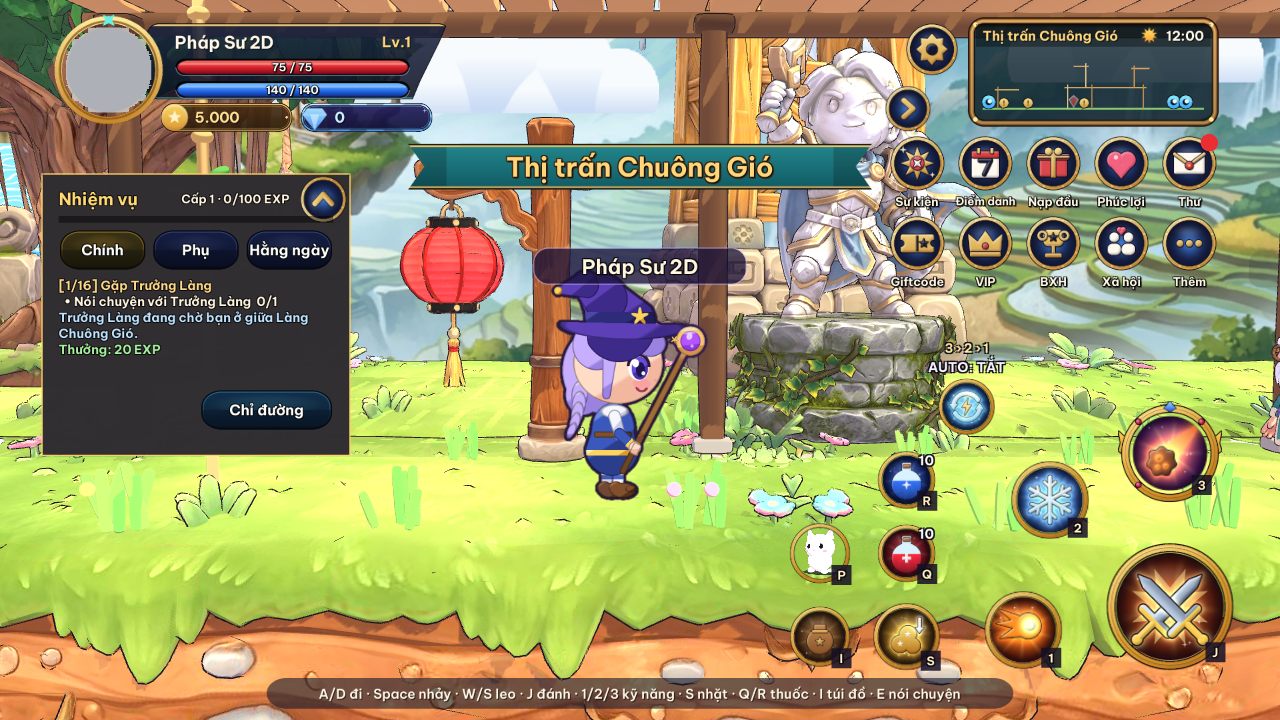 Pháp Sư 2D
Lv.1
75 / 75
140 / 140
5.000
0
Thị trấn Chuông Gió
12:00
Thị trấn Chuông Gió
Nhiệm vụ
Cấp 1 · 0/100 EXP
Chính
Phụ
Hằng ngày
[1/16] Gặp Trưởng Làng
• Nói chuyện với Trưởng Làng 0/1
Trưởng Làng đang chờ bạn ở giữa Làng
Chuông Gió.
Thưởng: 20 EXP
Chỉ đường
Pháp Sư 2D
7
Sự kiện
Điểm danh
Nạp đầu
Phúc lợi
Thư
Giftcode
VIP
BXH
Xã hội
Thêm
3›2›1
AUTO: TẮT
10
R
10
Q
P
I
S
1
2
3
J
A/D đi · Space nhảy · W/S leo · J đánh · 1/2/3 kỹ năng · S nhặt · Q/R thuốc · I túi đồ · E nói chuyện